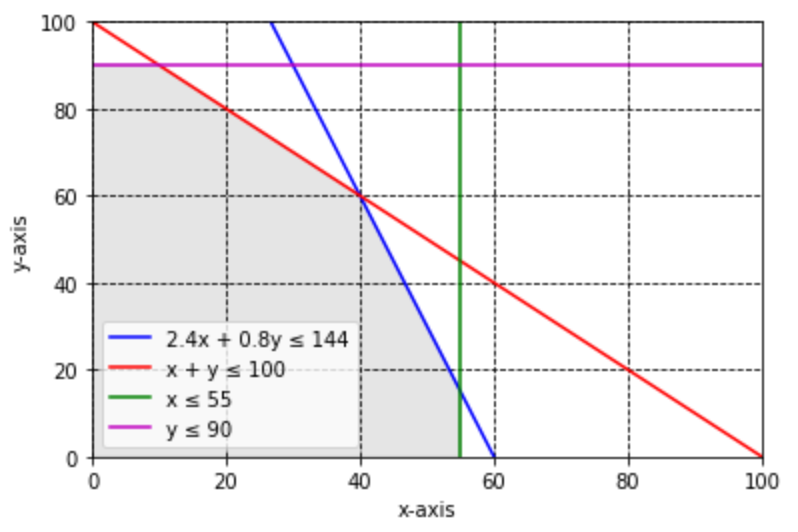 100
80
60
40
20
0
y-axis
2.4x + 0.8y ≤ 144
x + y ≤ 100
x ≤ 55
y ≤ 90
0 20 40 60 80 100
x-axis